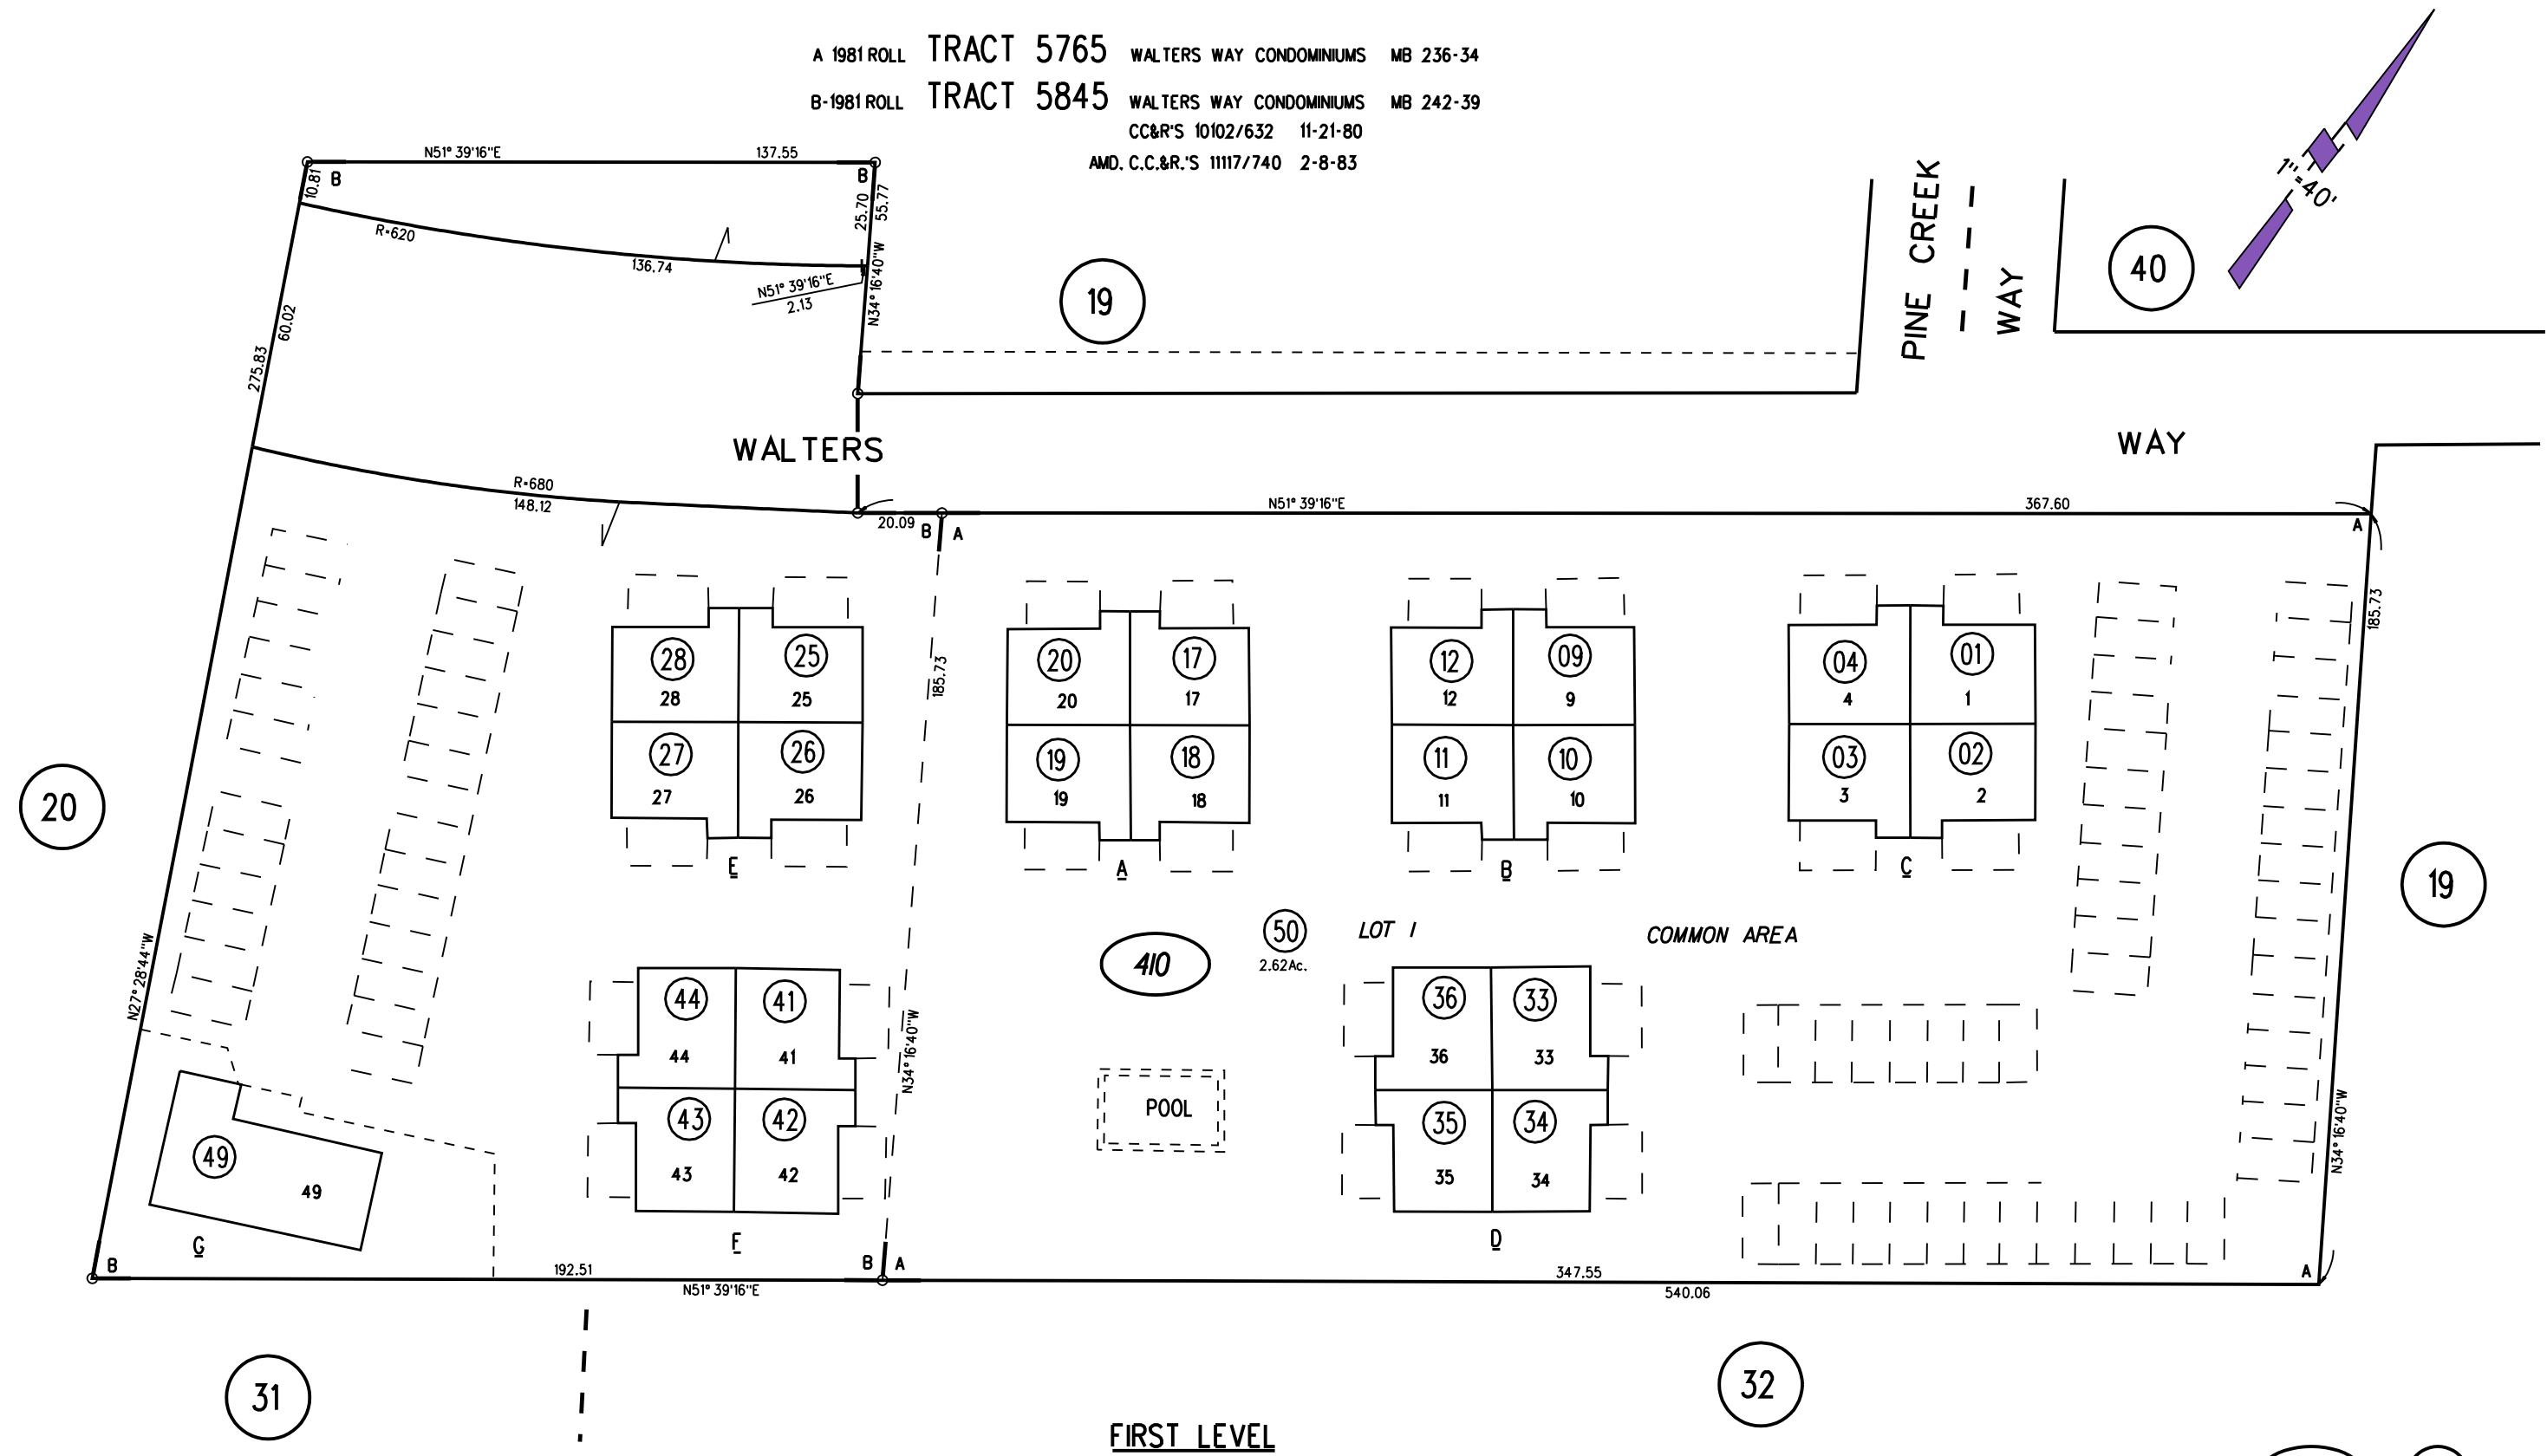 A 1981 ROLL TRACT 5765 WALTERS WAY CONDOMINIUMS MB 236-34
B-1981 ROLL TRACT 5845 WALTERS WAY CONDOMINIUMS MB 242-39
CC&R'S 10102/632 11-21-80
AMD. C.C.&R.'S 11117/740 2-8-83
1"=40'
N51° 39'16"E 137.55
10.81
B
B
25.70
55.77
R=620
136.74
N51° 39'16"E
2.13
N34° 16'40"W
19
PINE CREEK
WAY
40
60.02
275.83
WALTERS
WAY
R=680
148.12
20.09
B A
N51° 39'16"E
367.60
A
185.73
185.73
28
28
25
25
20
20
17
17
12
12
09
9
04
4
01
1
27
27
26
26
19
19
18
18
11
11
10
10
03
3
02
2
E
A
B
C
20
19
50
2.62Ac.
LOT 1
COMMON AREA
410
N27° 28'44"W
N34° 16'40"W
N34° 16'40"W
44
44
41
41
36
36
33
33
POOL
43
43
42
42
35
35
34
34
49
49
G
F
D
B
B A
A
192.51
N51° 39'16"E
347.55
540.06
31
32
FIRST LEVEL